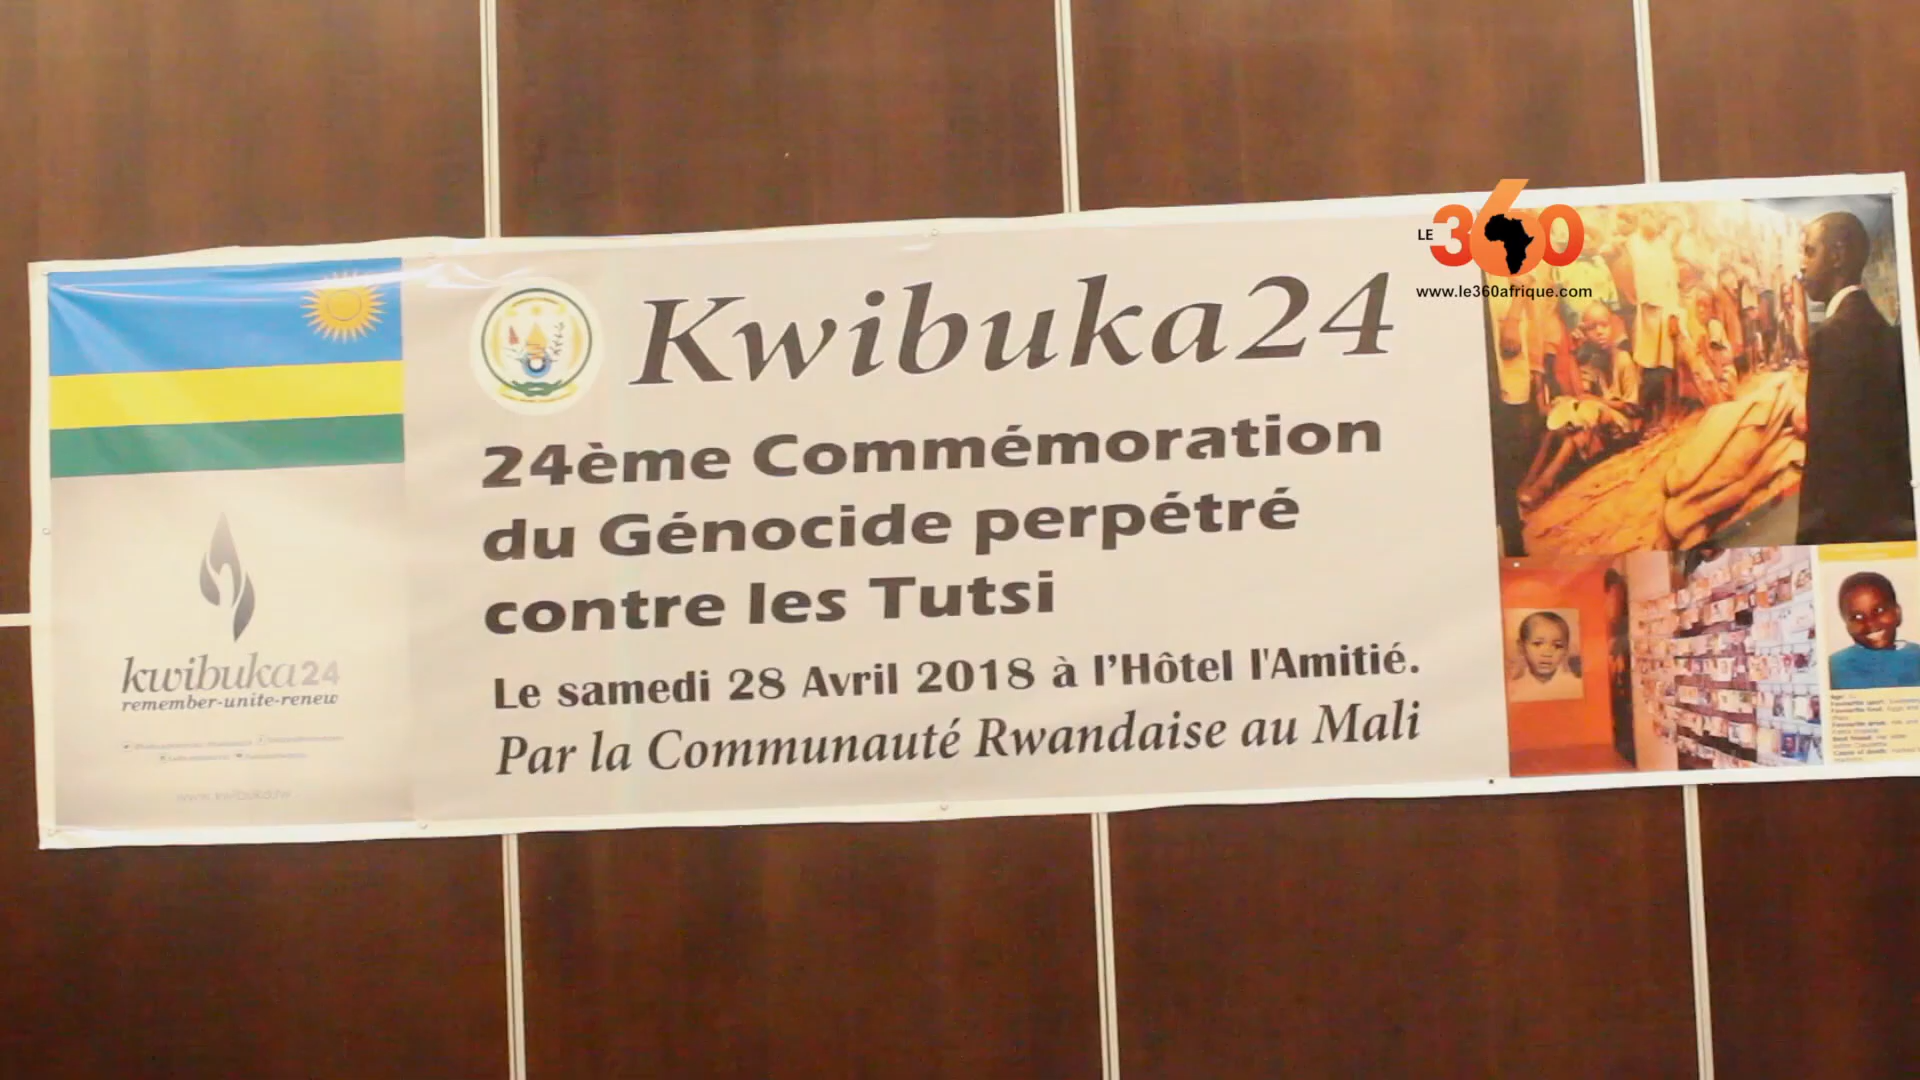 Kwibuka24
24ème Commémoration
du Génocide perpétré
contre les Tutsi
Le samedi 28 Avril 2018 à l'Hôtel l'Amitié.
Par la Communauté Rwandaise au Mali
kwibuka24
remember-unite-renew
LE 360
www.le360afrique.com